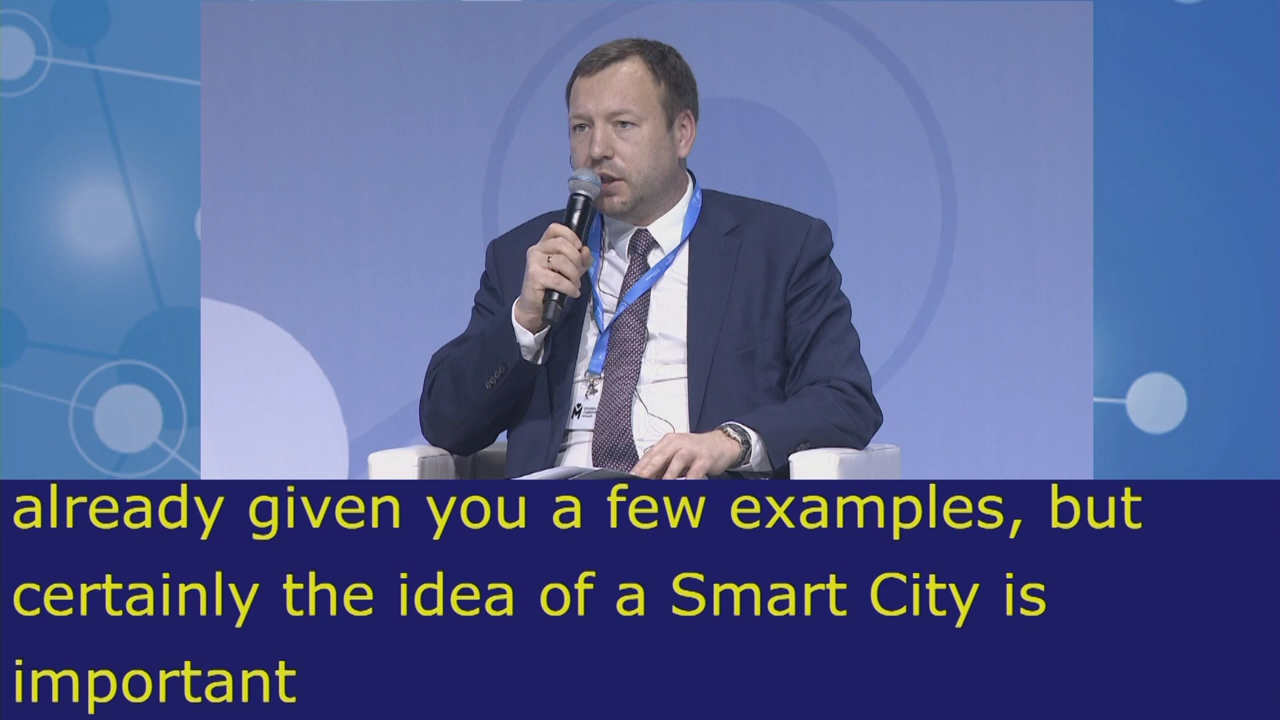 already given you a few examples, but
certainly the idea of a Smart City is
important